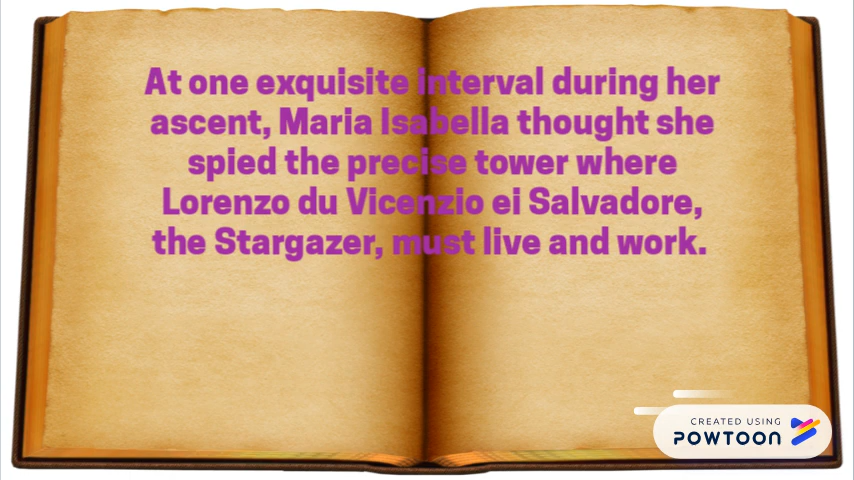 At one exquisite interval during her
ascent, Maria Isabella thought she
spied the precise tower where
Lorenzo du Vicenzio ei Salvadore,
the Stargazer, must live and work.
CREATED USING
POWTOON